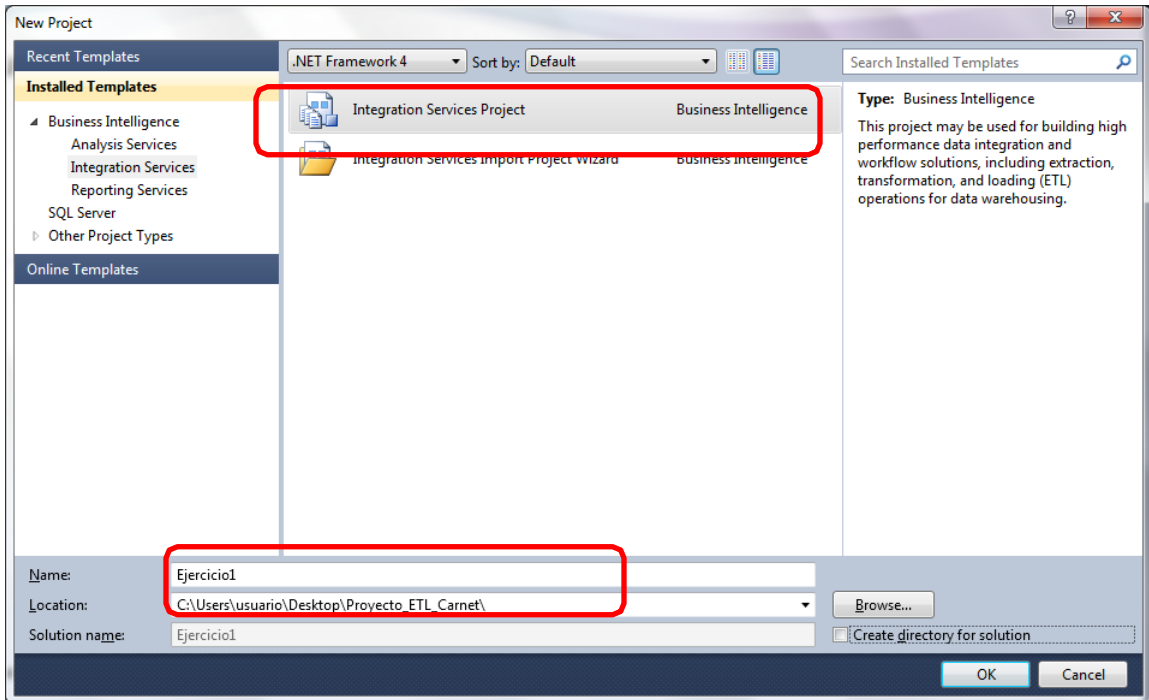 New Project
Recent Templates
Installed Templates
Business Intelligence
Analysis Services
Integration Services
Reporting Services
SQL Server
Other Project Types
Online Templates
.NET Framework 4 Sort by: Default
Integration Services Project Business Intelligence
Integration Services Import Project Wizard Business Intelligence
Search Installed Templates
Type: Business Intelligence
This project may be used for building high
performance data integration and
workflow solutions, including extraction,
transformation, and loading (ETL)
operations for data warehousing.
Name: Ejercicio1
Location: C:\Users\usuario\Desktop\Proyecto_ETL_Carnet\ Browse...
Solution name: Ejercicio1 Create directory for solution
OK Cancel